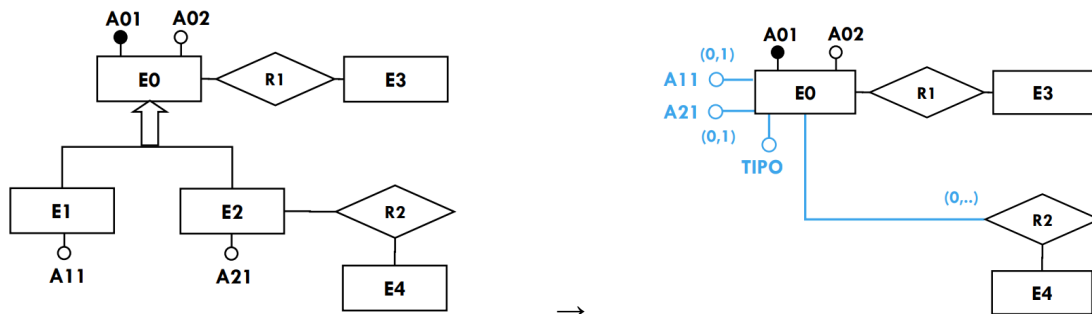 A01 A02
E0 R1 E3
E1 E2 R2
A11 A21 E4
→
A01 A02
(0,1)
A11 E0 R1 E3
A21
(0,1)
TIPO
(0,..) R2
E4